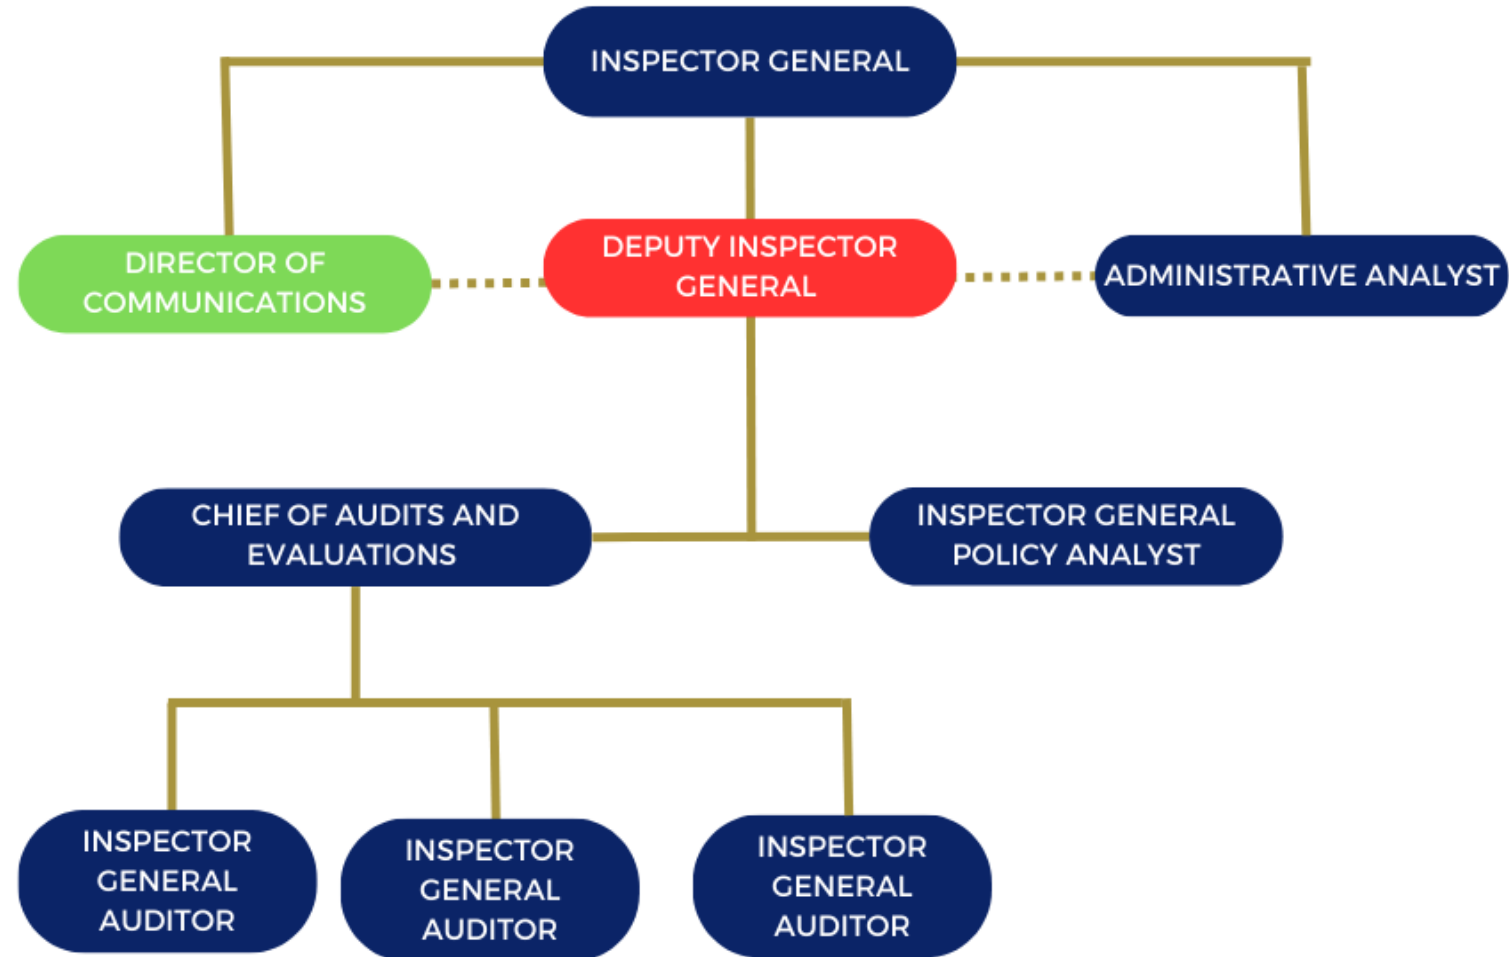 INSPECTOR GENERAL
DIRECTOR OF
COMMUNICATIONS
DEPUTY INSPECTOR
GENERAL
ADMINISTRATIVE ANALYST
CHIEF OF AUDITS AND
EVALUATIONS
INSPECTOR GENERAL
POLICY ANALYST
INSPECTOR
GENERAL
AUDITOR
INSPECTOR
GENERAL
AUDITOR
INSPECTOR
GENERAL
AUDITOR